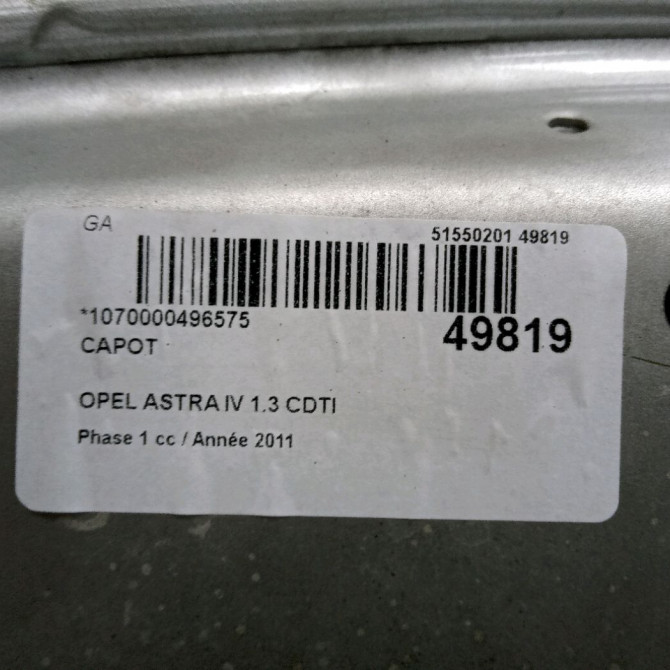 GA
51550201 49819
*1070000496575
49819
CAPOT
OPEL ASTRA IV 1.3 CDTI
Phase 1 cc / Année 2011